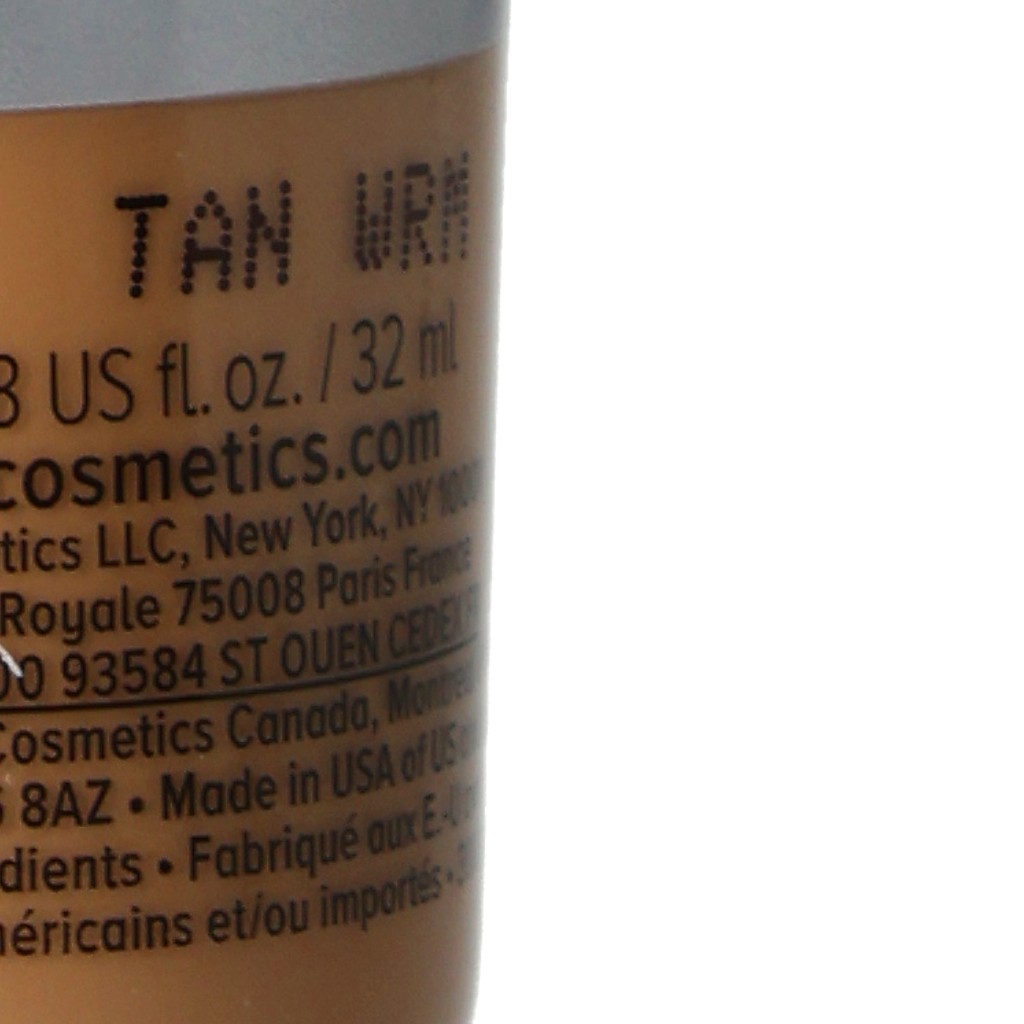 TAN WRM
8 US fl. oz. / 32 ml
cosmetics.com
tics LLC, New York, NY
Royale 75008 Paris France
00 93584 ST OUEN CEDEX
Cosmetics Canada,
8AZ • Made in USA of US
dients • Fabriqué aux
méricains et/ou importés •